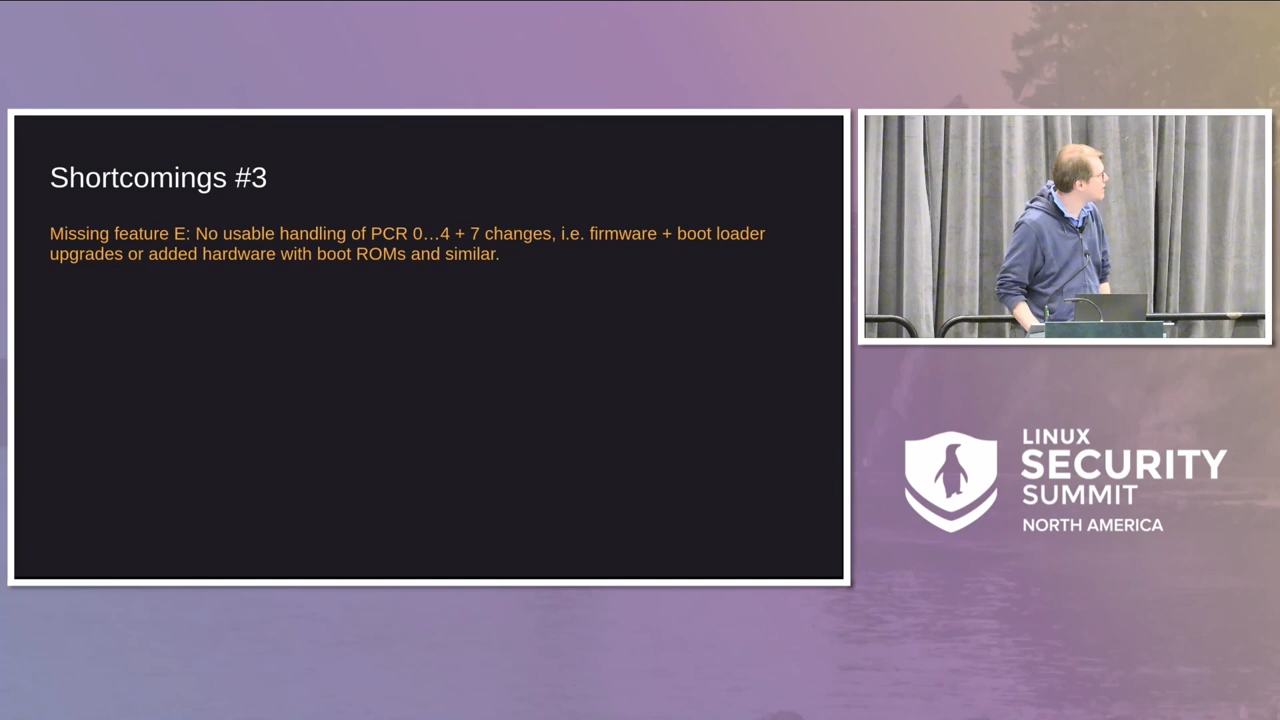 Shortcomings #3
Missing feature E: No usable handling of PCR 0…4 + 7 changes, i.e. firmware + boot loader
upgrades or added hardware with boot ROMs and similar.
LINUX
SECURITY
SUMMIT
NORTH AMERICA